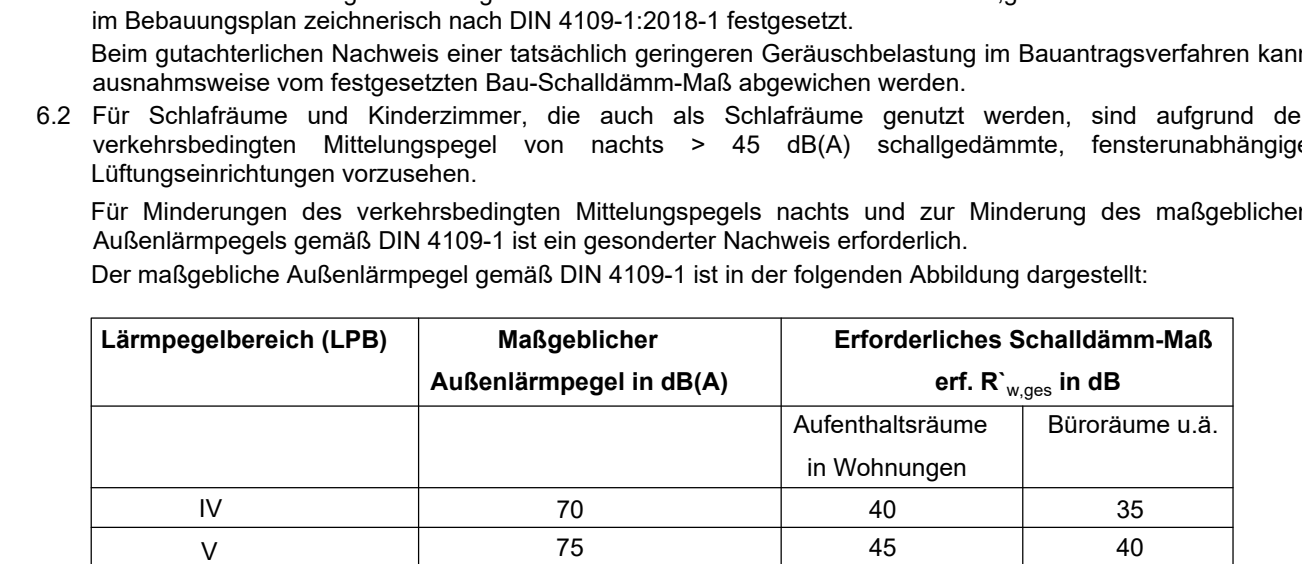 im Bebauungsplan zeichnerisch nach DIN 4109-1:2018-1 festgesetzt.
Beim gutachterlichen Nachweis einer tatsächlich geringeren Geräuschbelastung im Bauantragsverfahren kann
ausnahmsweise vom festgesetzten Bau-Schalldämm-Maß abgewichen werden.
6.2 Für Schlafräume und Kinderzimmer, die auch als Schlafräume genutzt werden, sind aufgrund de
verkehrsbedingten Mittelungspegel von nachts > 45 dB(A) schallgedämmte, fensterunabhängige
Lüftungseinrichtungen vorzusehen.
Für Minderungen des verkehrsbedingten Mittelungspegels nachts und zur Minderung des maßgeblichen
Außenlärmpegels gemäß DIN 4109-1 ist ein gesonderter Nachweis erforderlich.
Der maßgebliche Außenlärmpegel gemäß DIN 4109-1 ist in der folgenden Abbildung dargestellt:
Lärmpegelbereich (LPB) Maßgeblicher Erforderliches Schalldämm-Maß
Außenlärmpegel in dB(A) erf. R`w,ges in dB
Aufenthaltsräume Büroräume u.ä.
in Wohnungen
IV 70 40 35
V 75 45 40